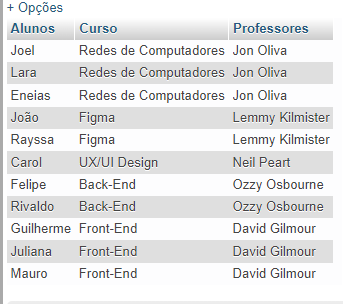 + Opções
Alunos Curso Professores
Joel Redes de Computadores Jon Oliva
Lara Redes de Computadores Jon Oliva
Eneias Redes de Computadores Jon Oliva
João Figma Lemmy Kilmister
Rayssa Figma Lemmy Kilmister
Carol UX/UI Design Neil Peart
Felipe Back-End Ozzy Osbourne
Rivaldo Back-End Ozzy Osbourne
Guilherme Front-End David Gilmour
Juliana Front-End David Gilmour
Mauro Front-End David Gilmour